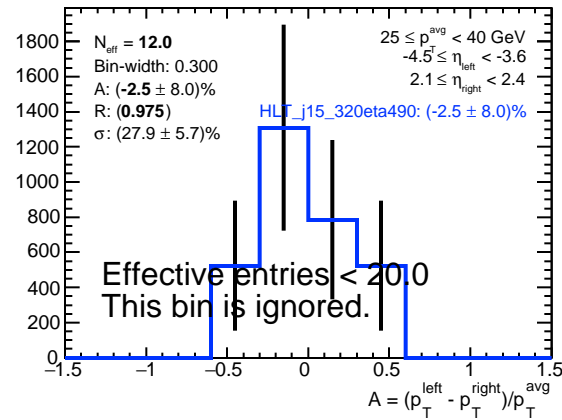 N_eff = 12.0
Bin-width: 0.300
A: (-2.5 ± 8.0)%
R: (0.975)
σ: (27.9 ± 5.7)%
25 ≤ p_T^avg < 40 GeV
-4.5 ≤ η_left < -3.6
2.1 ≤ η_right < 2.4
HLT_j15_320eta490: (-2.5 ± 8.0)%
Effective entries < 20.0
This bin is ignored.
1800
1600
1400
1200
1000
800
600
400
200
0
−1.5 −1 −0.5 0 0.5 1 1.5
A = (p_T^left - p_T^right)/p_T^avg